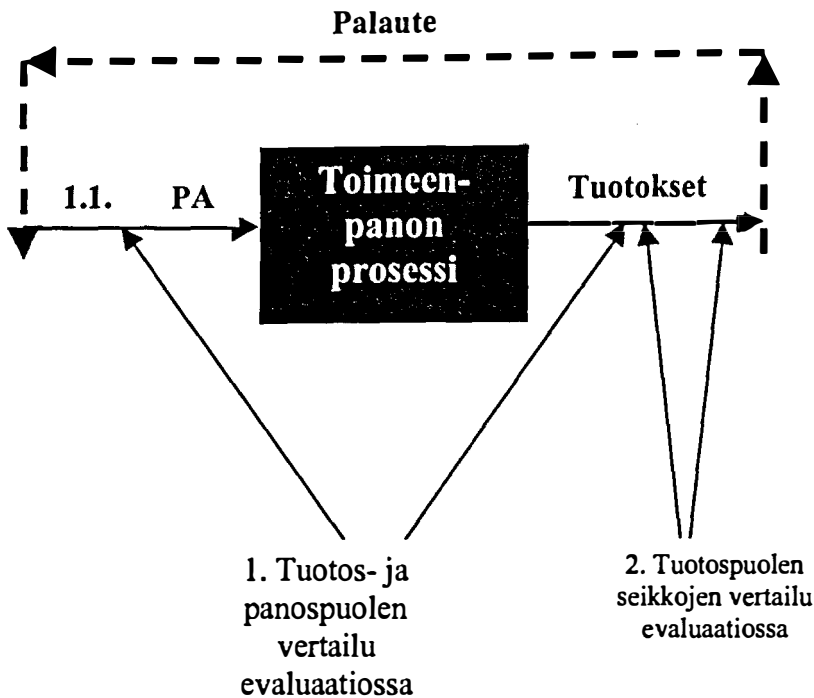 Palaute
1.1. PA
Toimeen-
panon
prosessi
Tuotokset
1. Tuotos- ja
panospuolen
vertailu
evaluaatiossa
2. Tuotospuolen
seikkojen vertailu
evaluaatiossa